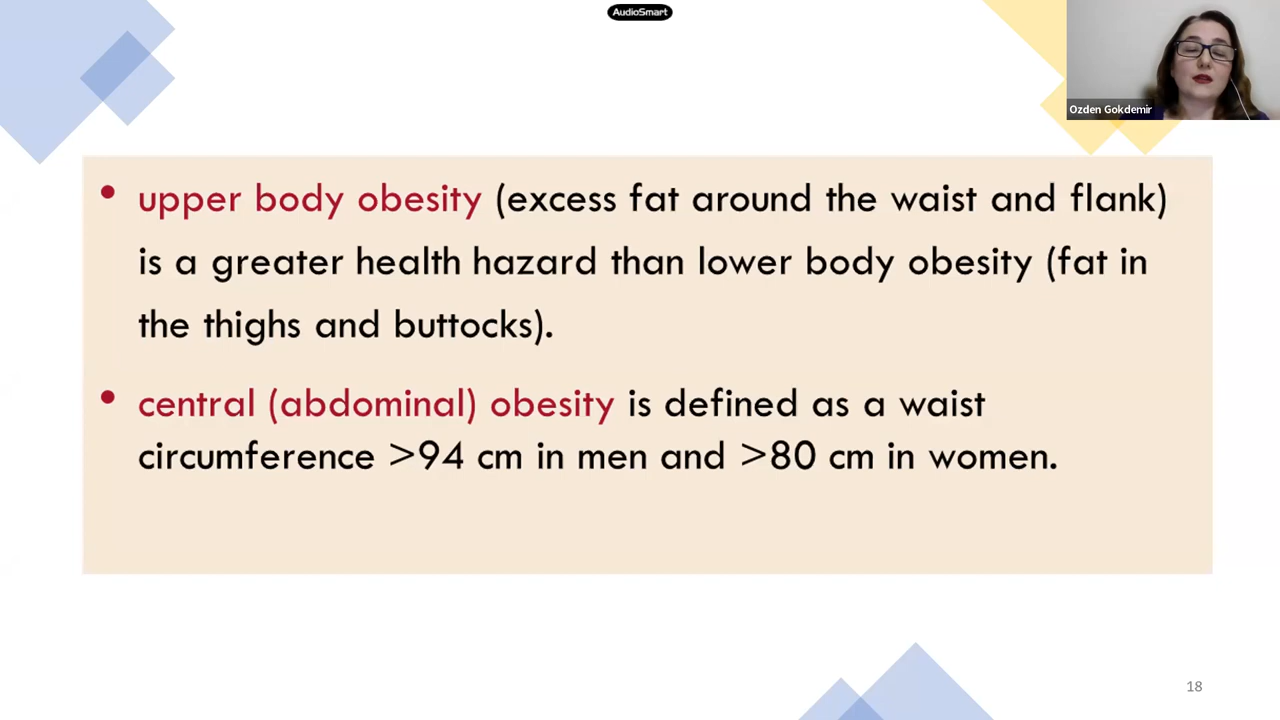 AudioSmart
Ozden Gokdemir
• upper body obesity (excess fat around the waist and flank)
is a greater health hazard than lower body obesity (fat in
the thighs and buttocks).
• central (abdominal) obesity is defined as a waist
circumference >94 cm in men and >80 cm in women.
18